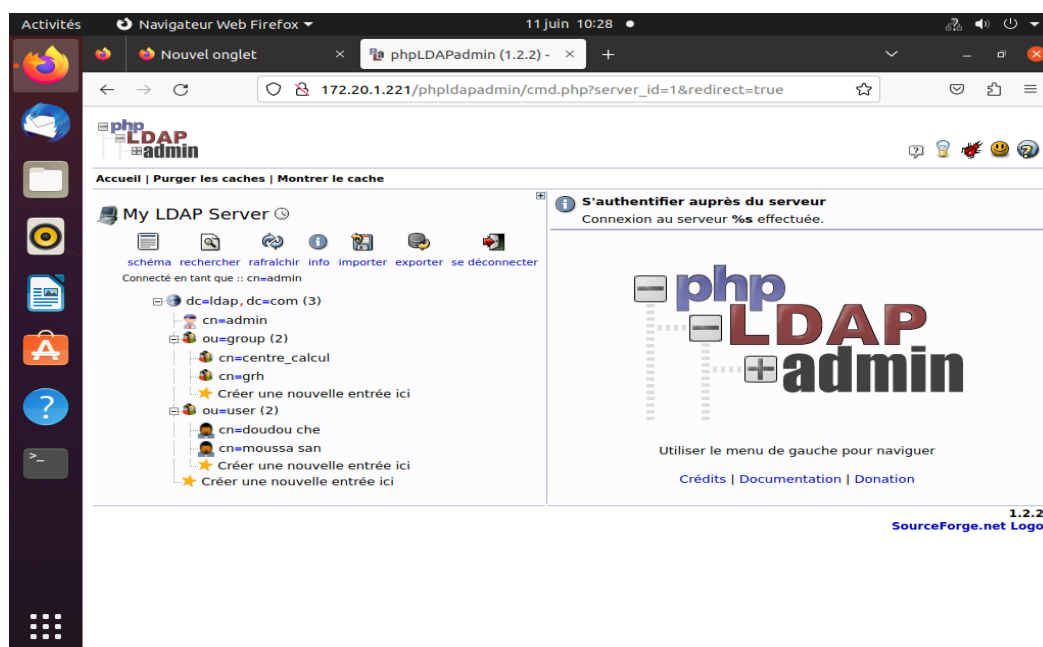 Activités Navigateur Web Firefox 11 juin 10:28
Nouvel onglet × phpLDAPadmin (1.2.2) - × +
172.20.1.221/phpldapadmin/cmd.php?server_id=1&redirect=true
php
LDAP
admin
Accueil | Purger les caches | Montrer le cache
My LDAP Server
schéma rechercher rafraîchir info importer exporter se déconnecter
Connecté en tant que :: cn=admin
dc=ldap,dc=com (3)
cn=admin
ou=group (2)
cn=centre_calcul
cn=grh
Créer une nouvelle entrée ici
ou=user (2)
cn=doudou che
cn=moussa san
Créer une nouvelle entrée ici
Créer une nouvelle entrée ici
S'authentifier auprès du serveur
Connexion au serveur %s effectuée.
php
LDAP
admin
Utiliser le menu de gauche pour naviguer
Crédits | Documentation | Donation
1.2.2
SourceForge.net Logo